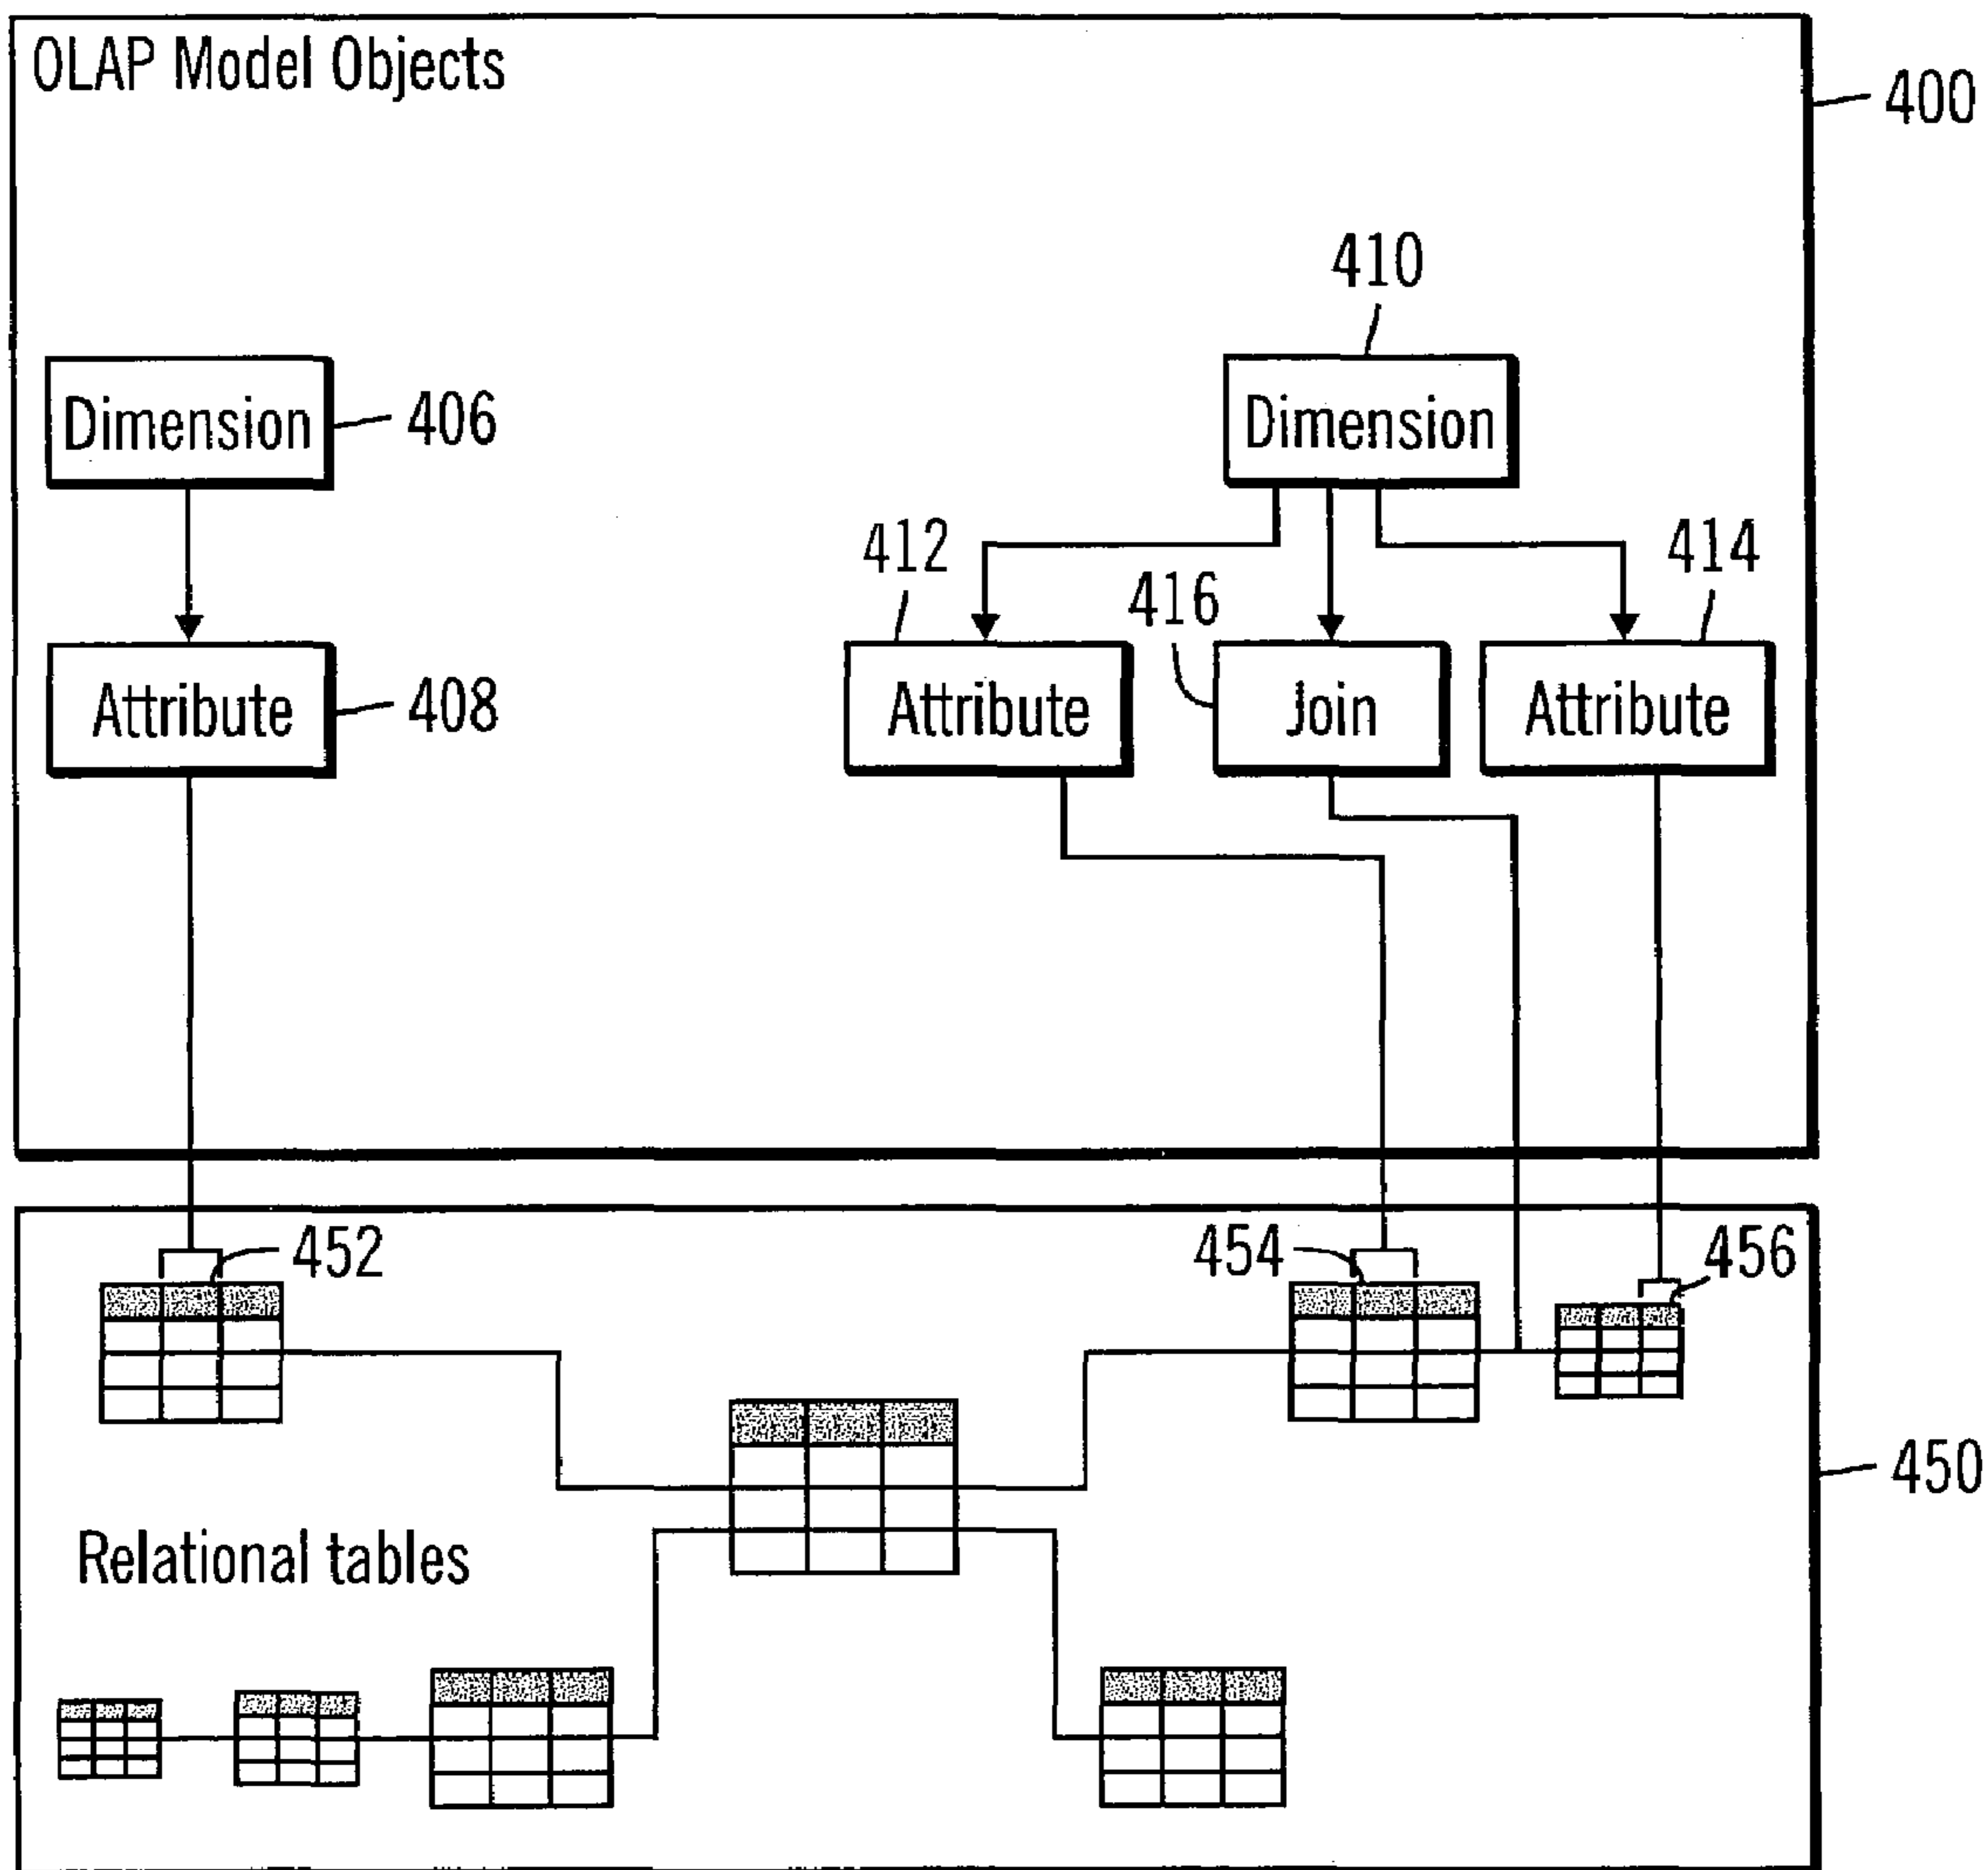 OLAP Model Objects
400
410
Dimension
406
Dimension
412
416
414
Attribute
408
Attribute
Join
Attribute
452
454
456
450
Relational tables